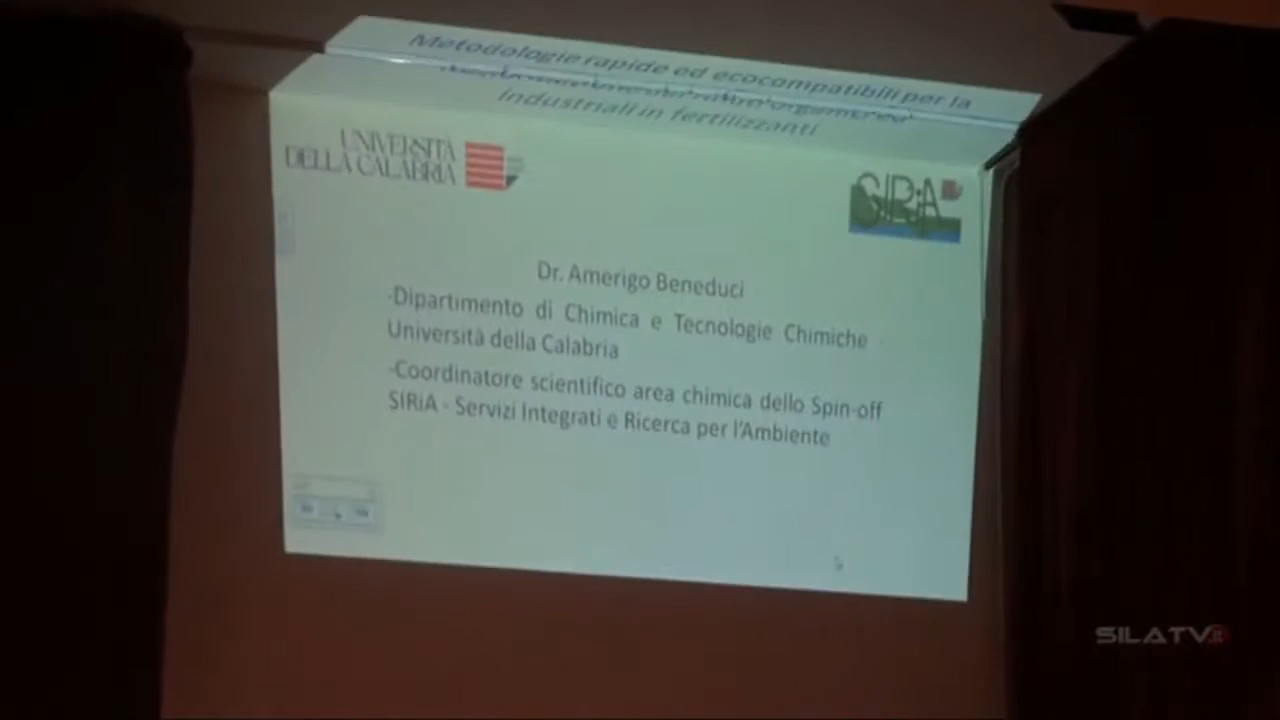 Metodologie rapide ed ecocompatibili per la
industriali in fertilizzanti
UNIVERSITÀ
DELLA CALABRIA
SIRiA
Dr. Amerigo Beneduci
-Dipartimento di Chimica e Tecnologie Chimiche -
Università della Calabria
-Coordinatore scientifico area chimica dello Spin-off
SIRiA - Servizi Integrati e Ricerca per l'Ambiente
SILATV.it